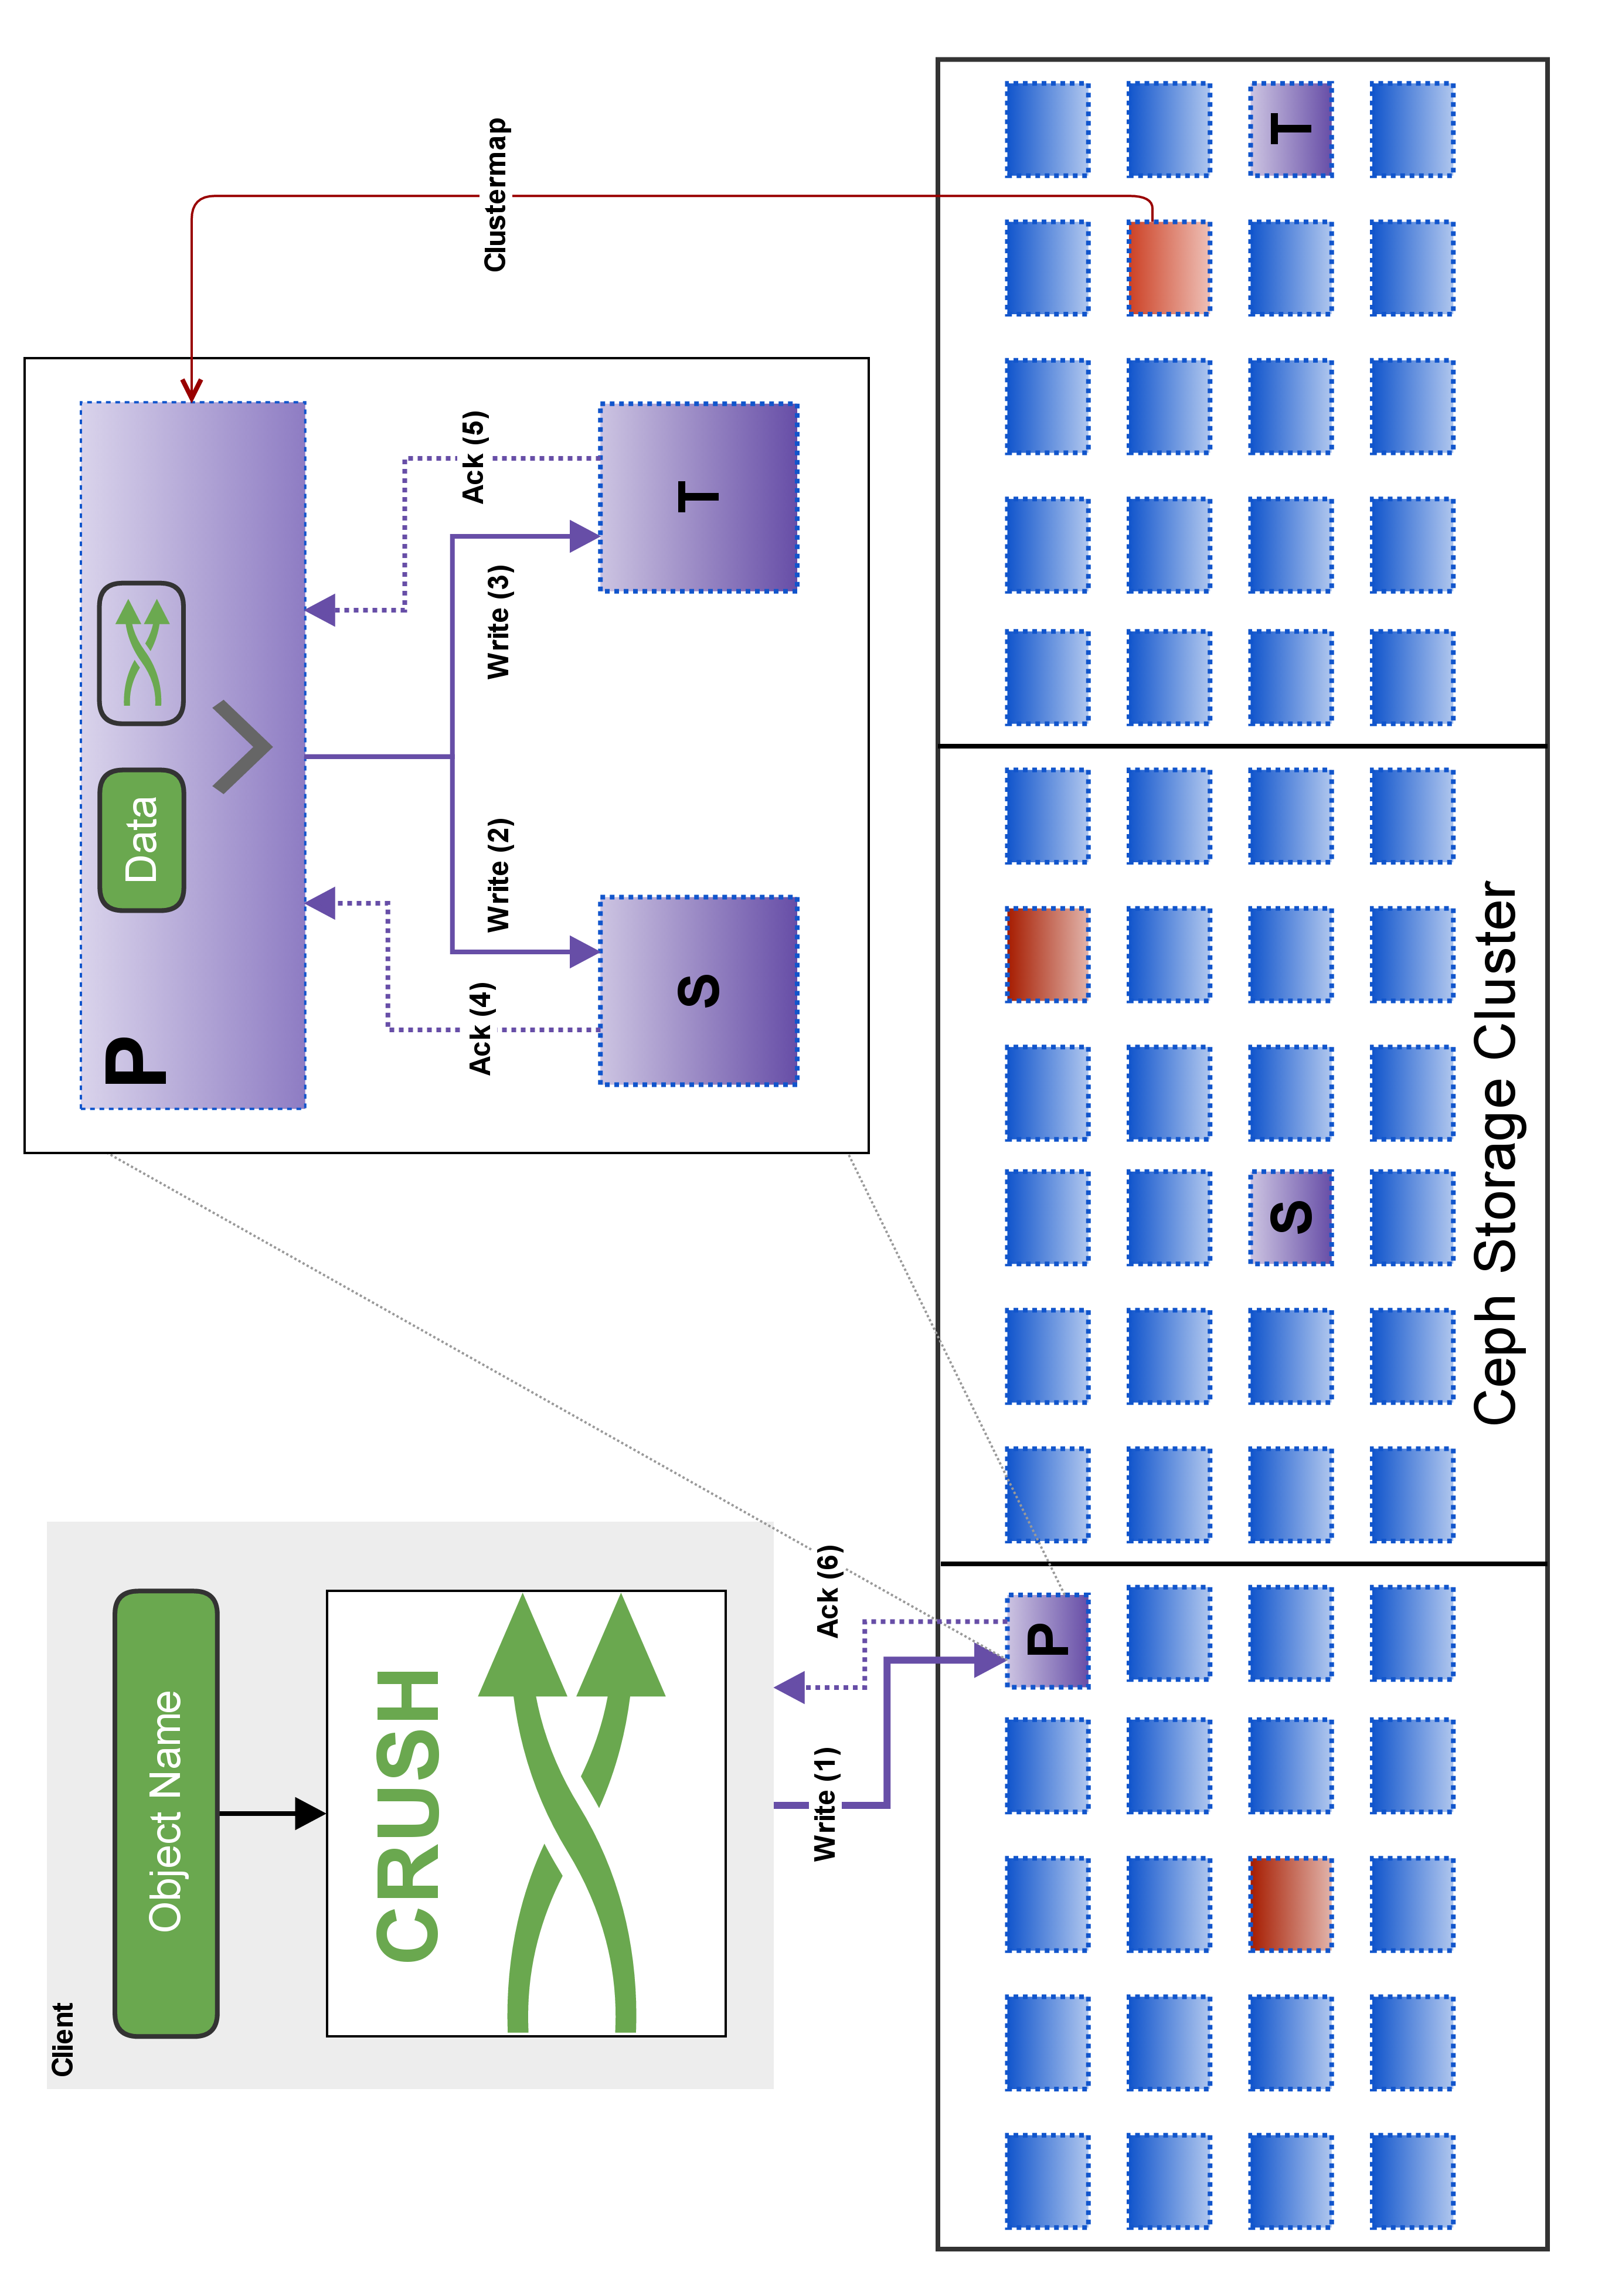 Client
Object Name
CRUSH
Write (1)
Ack (6)
P
Data
Ack (4)
Write (2)
Write (3)
Ack (5)
S
T
Clustermap
P
S
T
Ceph Storage Cluster